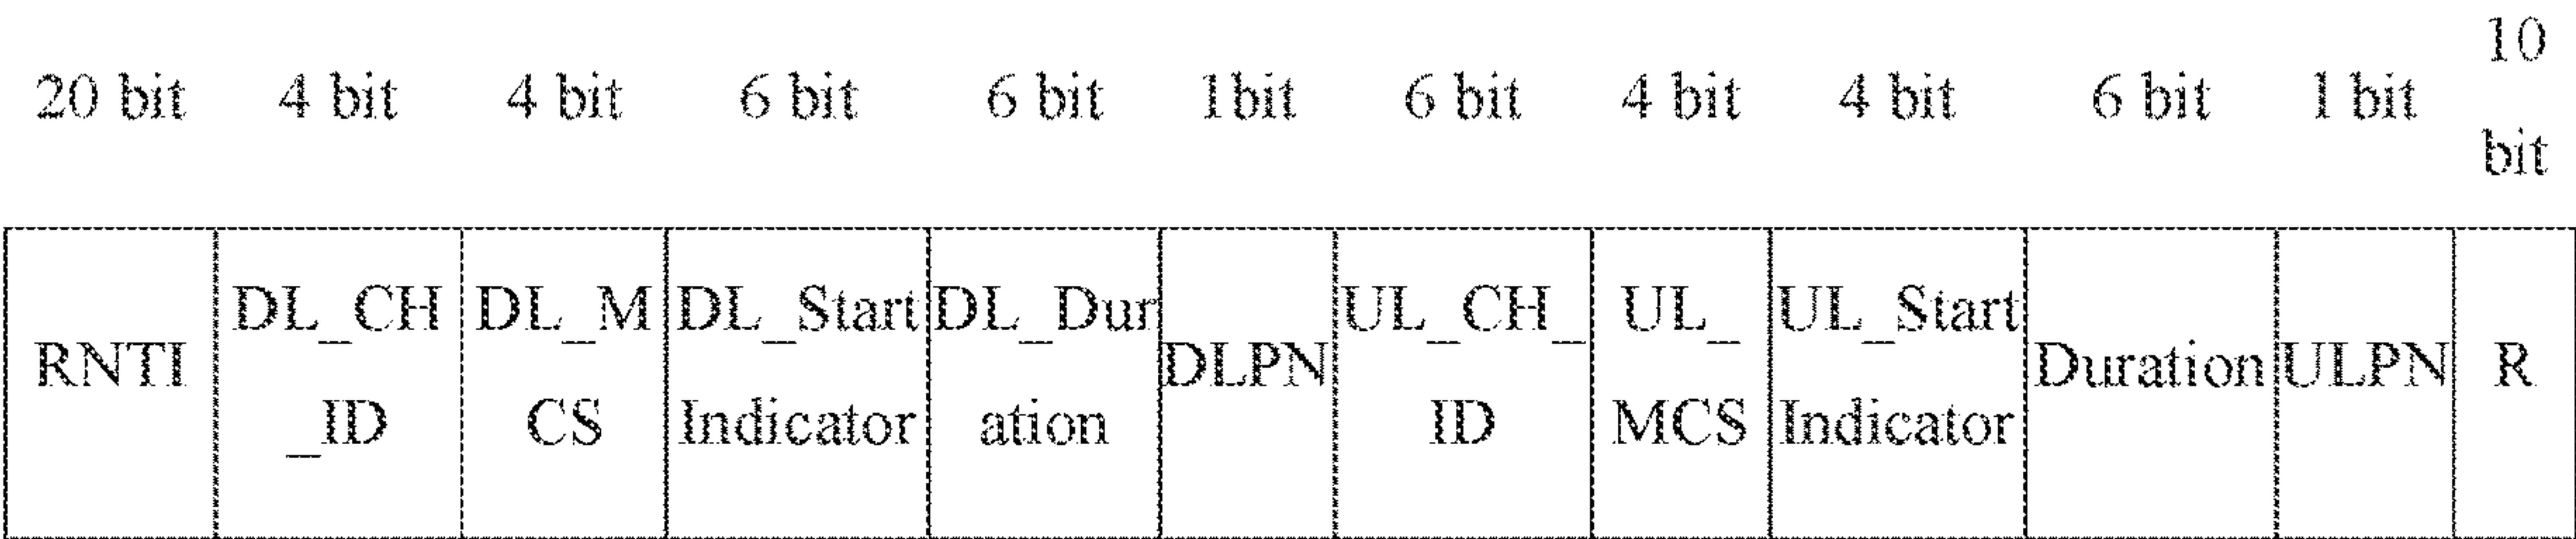 20 bit 4 bit 4 bit 6 bit 6 bit 1bit 6 bit 4 bit 4 bit 6 bit 1 bit 10
bit
RNTI DL_CH DL_M DL_Start DL_Dur DLPN UL_CH_ UL_ UL_Start Duration ULPN R
_ID CS Indicator ation ID MCS Indicator